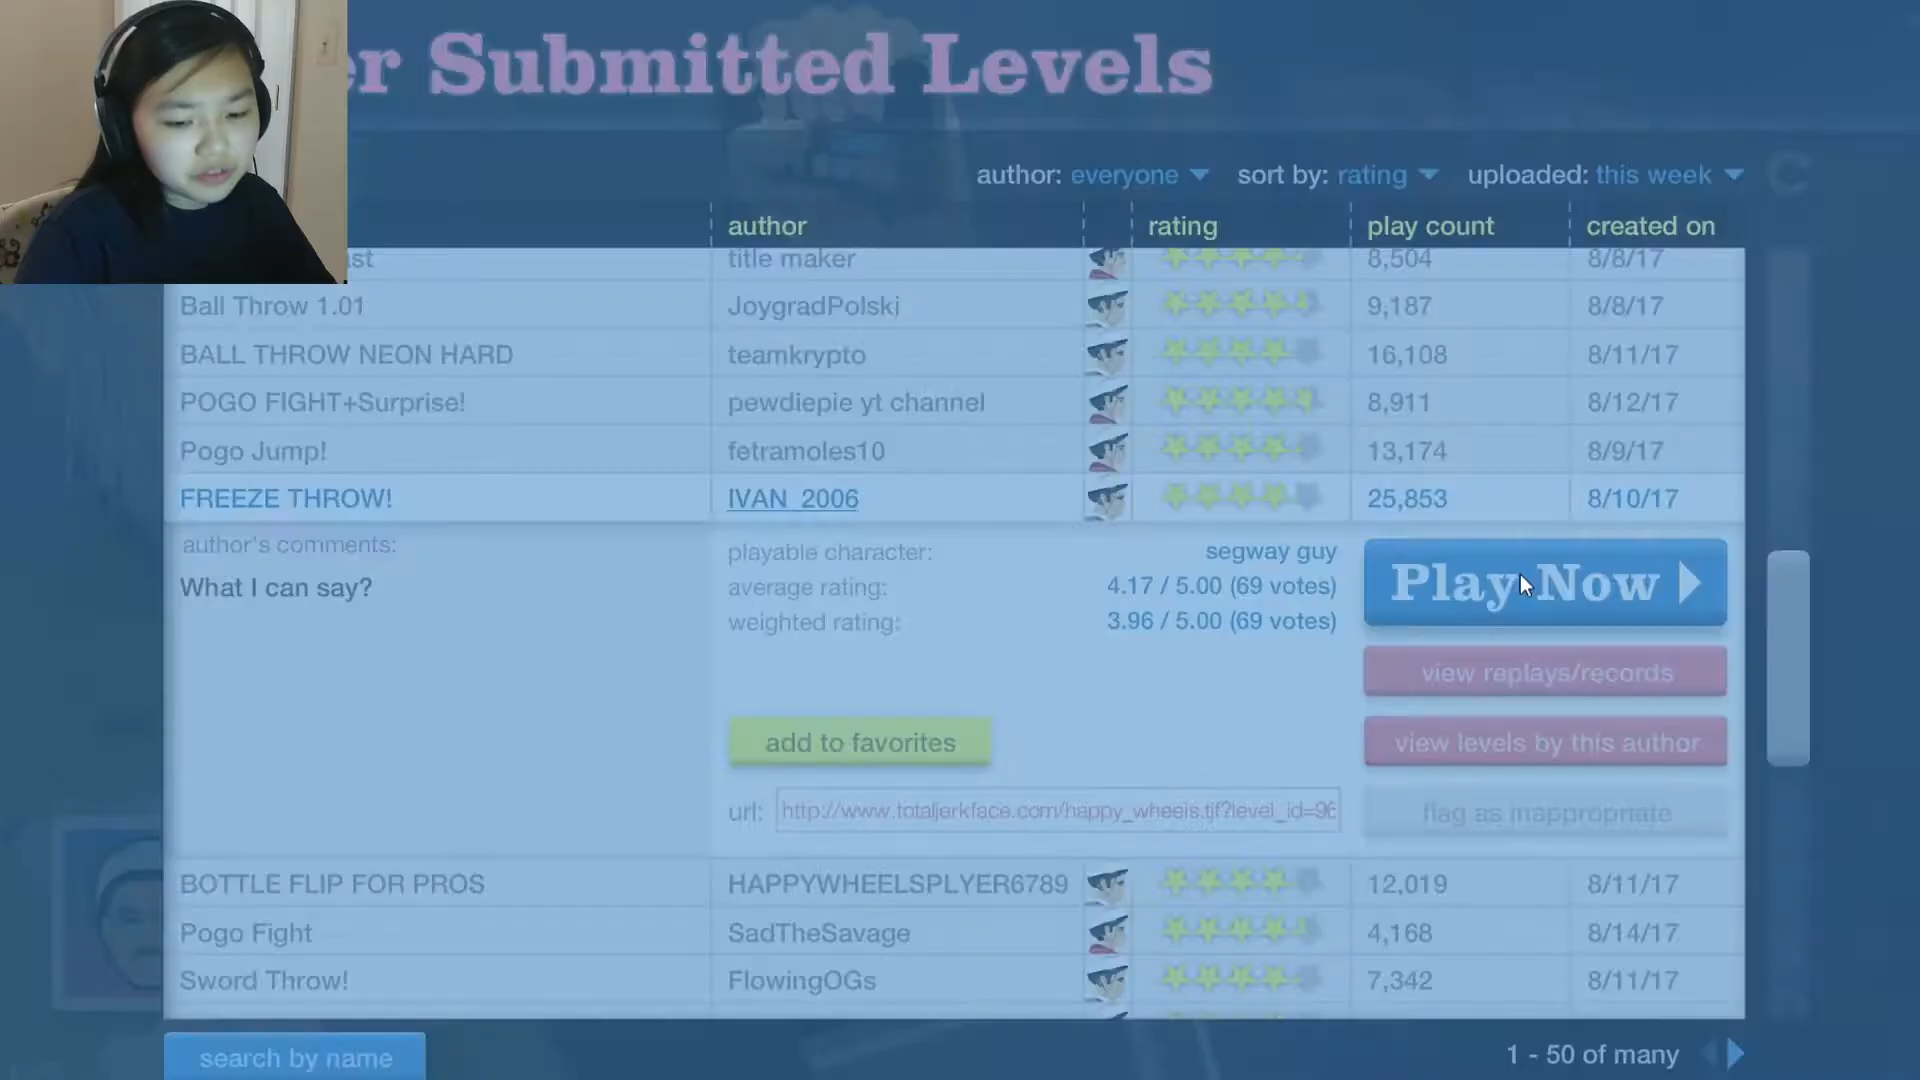 er Submitted Levels
author: everyone sort by: rating uploaded: this week
author rating play count created on
st title maker 8,504 8/8/17
Ball Throw 1.01 JoygradPolski 9,187 8/8/17
BALL THROW NEON HARD teamkrypto 16,108 8/11/17
POGO FIGHT+Surprise! pewdiepie yt channel 8,911 8/12/17
Pogo Jump! fetramoles10 13,174 8/9/17
FREEZE THROW! IVAN_2006 25,853 8/10/17
author's comments:
What I can say?
playable character: segway guy
average rating: 4.17 / 5.00 (69 votes)
weighted rating: 3.96 / 5.00 (69 votes)
Play Now
view replays/records
add to favorites
view levels by this author
url: http://www.totaljerkface.com/happy_wheels.tjf?level_id=96
flag as inappropriate
BOTTLE FLIP FOR PROS HAPPYWHEELSPLYER6789 12,019 8/11/17
Pogo Fight SadTheSavage 4,168 8/14/17
Sword Throw! FlowingOGs 7,342 8/11/17
search by name
1 - 50 of many